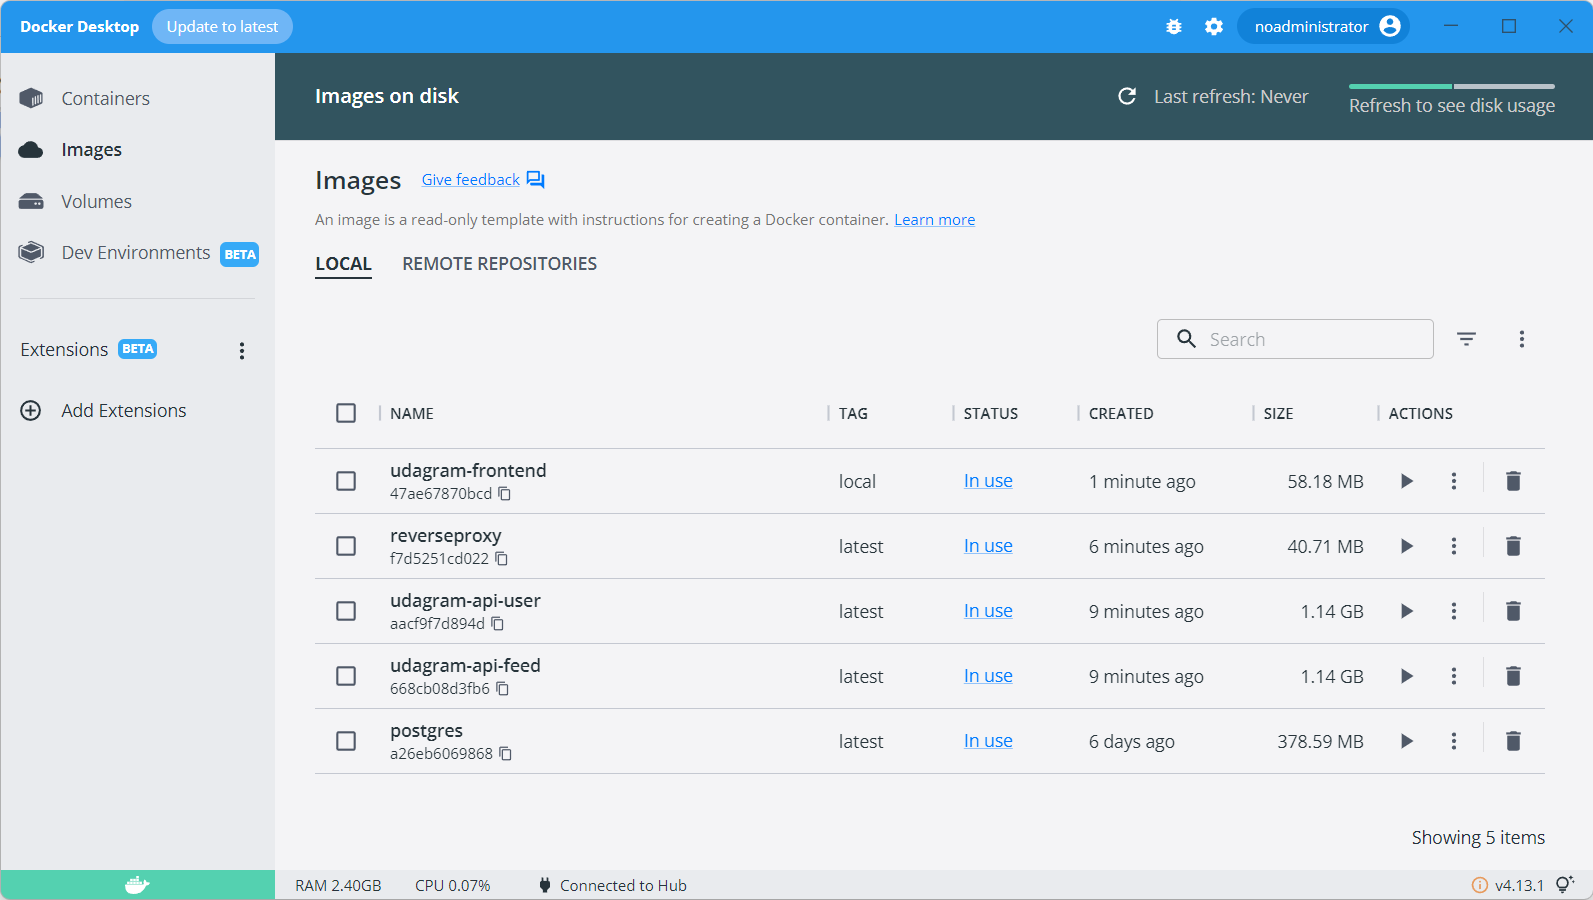 Docker Desktop Update to latest noadministrator
Containers
Images
Volumes
Dev Environments BETA
Extensions BETA
Add Extensions
Images on disk Last refresh: Never Refresh to see disk usage
Images Give feedback
An image is a read-only template with instructions for creating a Docker container. Learn more
LOCAL REMOTE REPOSITORIES
Search
NAME TAG STATUS CREATED SIZE ACTIONS
udagram-frontend
47ae67870bcd local In use 1 minute ago 58.18 MB
reverseproxy
f7d5251cd022 latest In use 6 minutes ago 40.71 MB
udagram-api-user
aacf9f7d894d latest In use 9 minutes ago 1.14 GB
udagram-api-feed
668cb08d3fb6 latest In use 9 minutes ago 1.14 GB
postgres
a26eb6069868 latest In use 6 days ago 378.59 MB
Showing 5 items
RAM 2.40GB CPU 0.07% Connected to Hub v4.13.1